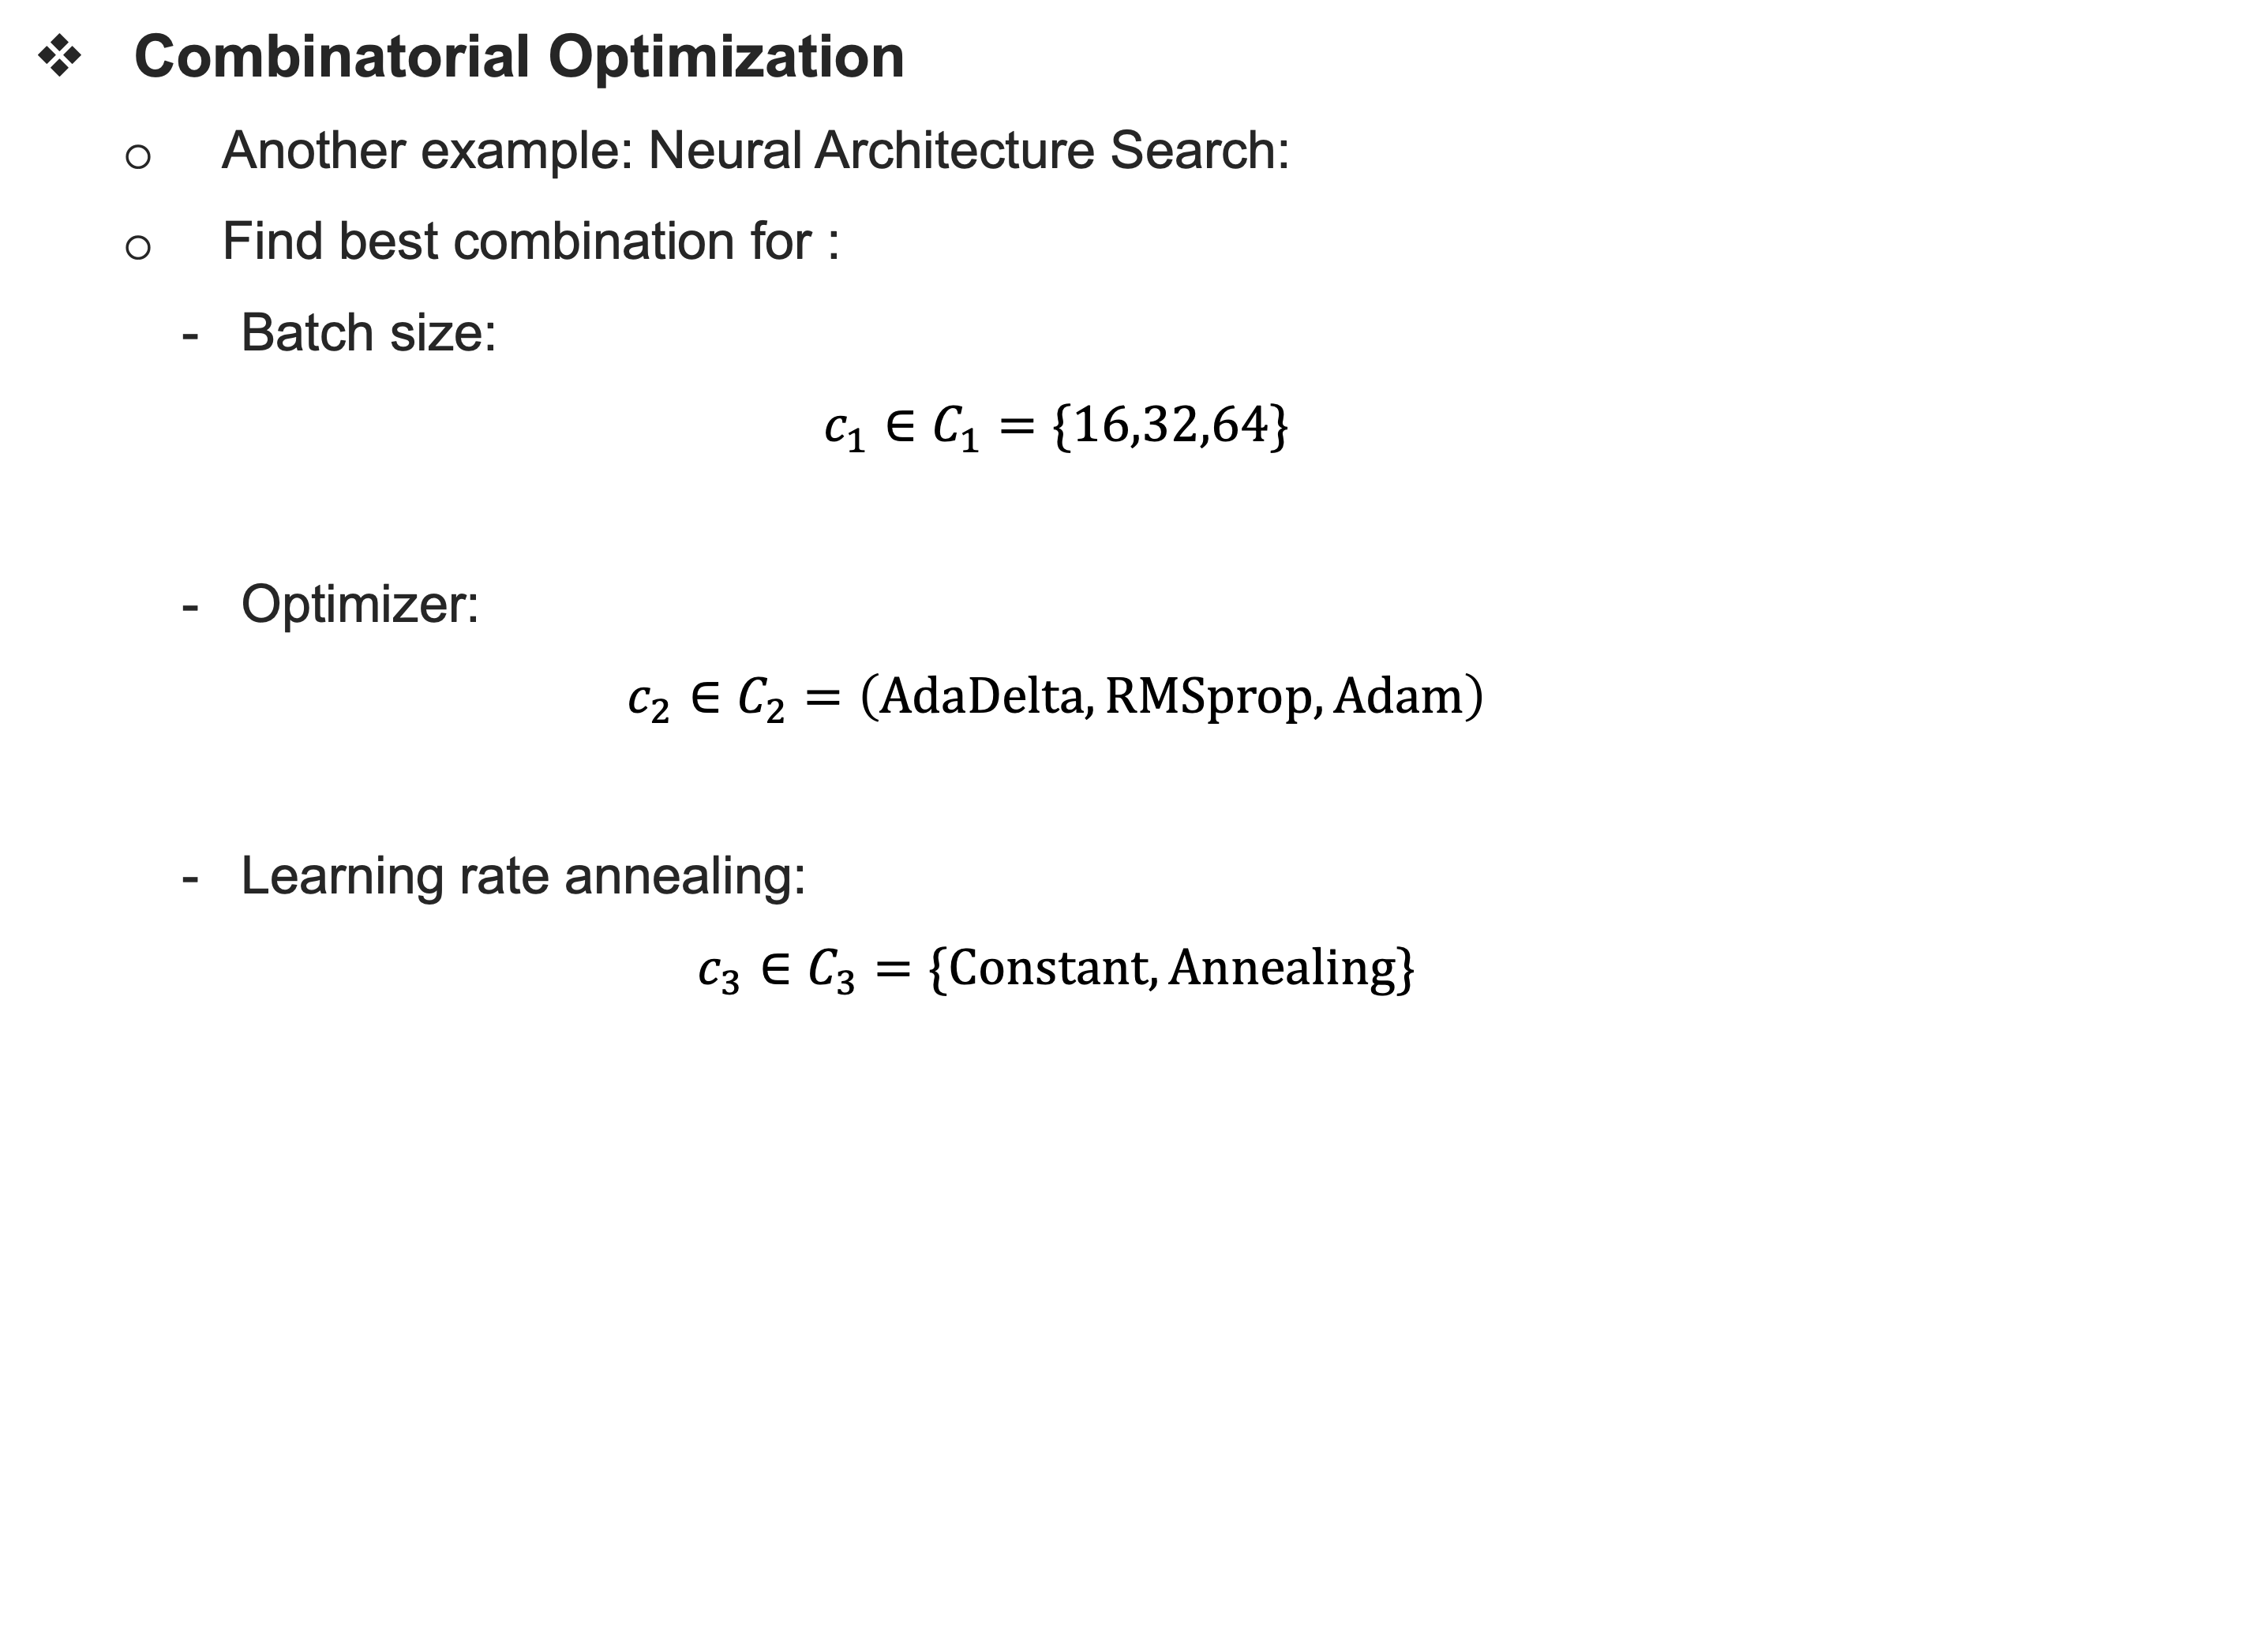 ❖ Combinatorial Optimization
○ Another example: Neural Architecture Search:
○ Find best combination for :
- Batch size:
c₁ ∈ C₁ = {16,32,64}
- Optimizer:
c₂ ∈ C₂ = (AdaDelta, RMSprop, Adam)
- Learning rate annealing:
c₃ ∈ C₃ = {Constant, Annealing}